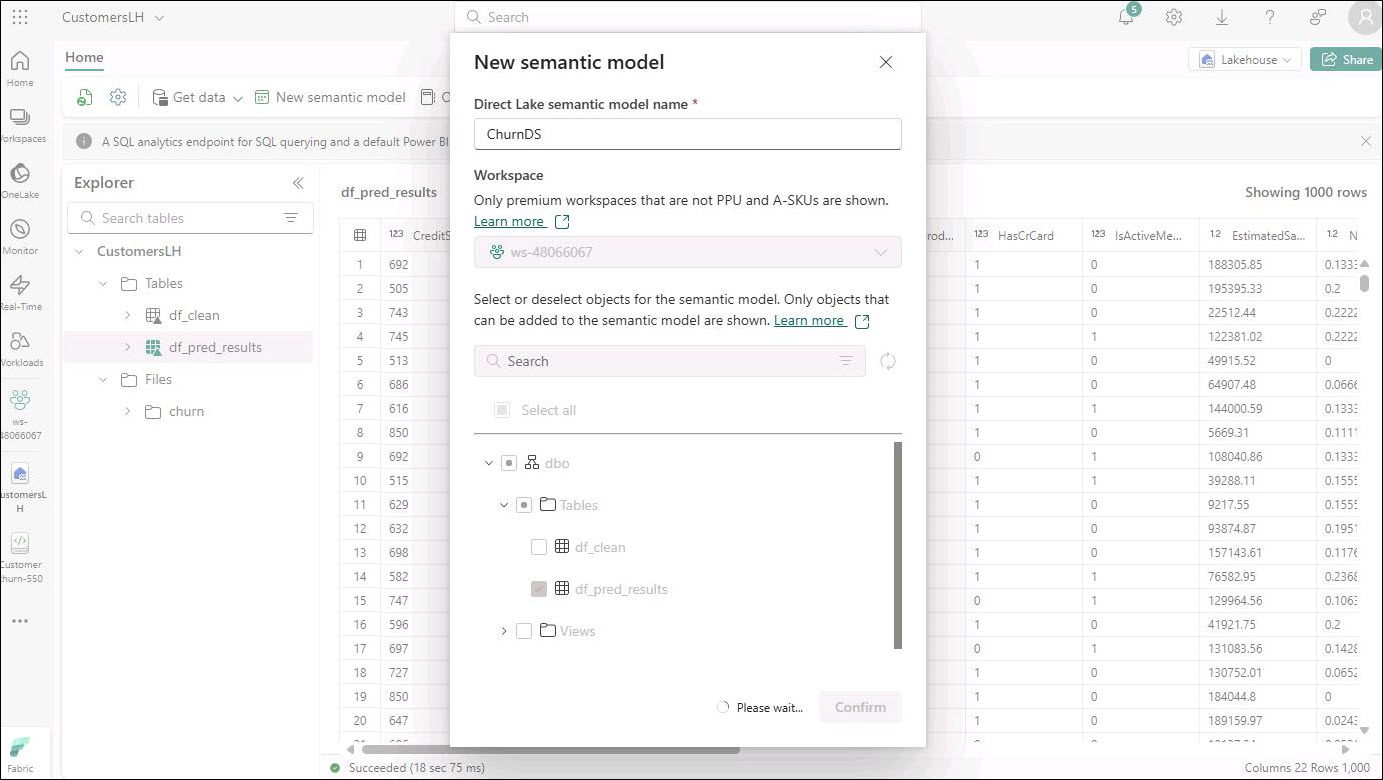 CustomersLH
Search
5
Home
Lakehouse
Share
Get data
New semantic model
A SQL analytics endpoint for SQL querying and a default Power BI
Home
OneLake
Monitor
Real-Time
ws-
48066067
Fabric
Explorer
Search tables
CustomersLH
Tables
df_clean
df_pred_results
Files
churn
df_pred_results
Showing 1000 rows
HasCrCard
IsActiveMe...
EstimatedSa...
1 692 1 0 188305.85 0.1333
2 505 1 0 195395.33 0.2
3 743 1 0 22512.44 0.2222
4 745 1 1 122381.02 0.2222
5 513 1 0 49915.52 0
6 686 1 0 64907.48 0.0666
7 616 1 1 144000.59 0.1333
8 850 1 0 5669.31 0.1111
9 692 0 1 108040.86 0.1333
10 515 1 1 39288.11 0.1555
11 629 1 0 9217.55 0.1555
12 632 1 0 93874.87 0.1951
13 698 1 0 157143.61 0.1176
14 582 1 1 76582.95 0.2368
15 747 0 1 129964.56 0.1063
16 596 1 0 41921.75 0.2
17 697 0 1 131083.56 0.1428
18 727 1 0 130752.01 0.0652
19 850 1 0 184044.8 0
20 647 1 0 189159.97 0.0243
Succeeded (18 sec 75 ms)
Columns 22 Rows 1,000
New semantic model
Direct Lake semantic model name *
ChurnDS
Workspace
Only premium workspaces that are not PPU and A-SKUs are shown.
Learn more
ws-48066067
Select or deselect objects for the semantic model. Only objects that
can be added to the semantic model are shown. Learn more
Search
Select all
dbo
Tables
df_clean
df_pred_results
Views
Please wait...
Confirm